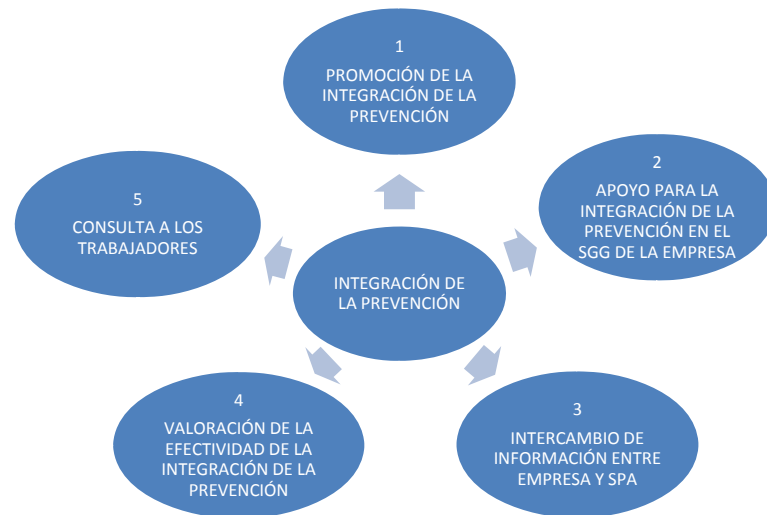 1
PROMOCIÓN DE LA
INTEGRACIÓN DE LA
PREVENCIÓN
2
APOYO PARA LA
INTEGRACIÓN DE LA
PREVENCIÓN EN EL
SGG DE LA EMPRESA
5
CONSULTA A LOS
TRABAJADORES
INTEGRACIÓN DE
LA PREVENCIÓN
4
VALORACIÓN DE LA
EFECTIVIDAD DE LA
INTEGRACIÓN DE LA
PREVENCIÓN
3
INTERCAMBIO DE
INFORMACIÓN ENTRE
EMPRESA Y SPA